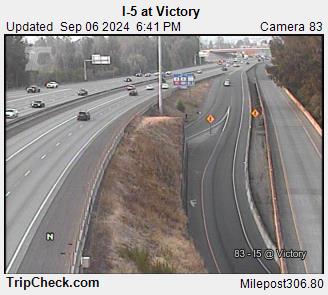 I-5 at Victory
Updated Sep 06 2024 6:41 PM Camera 83
N
83 - I5 @ Victory
TripCheck.com Milepost306.80